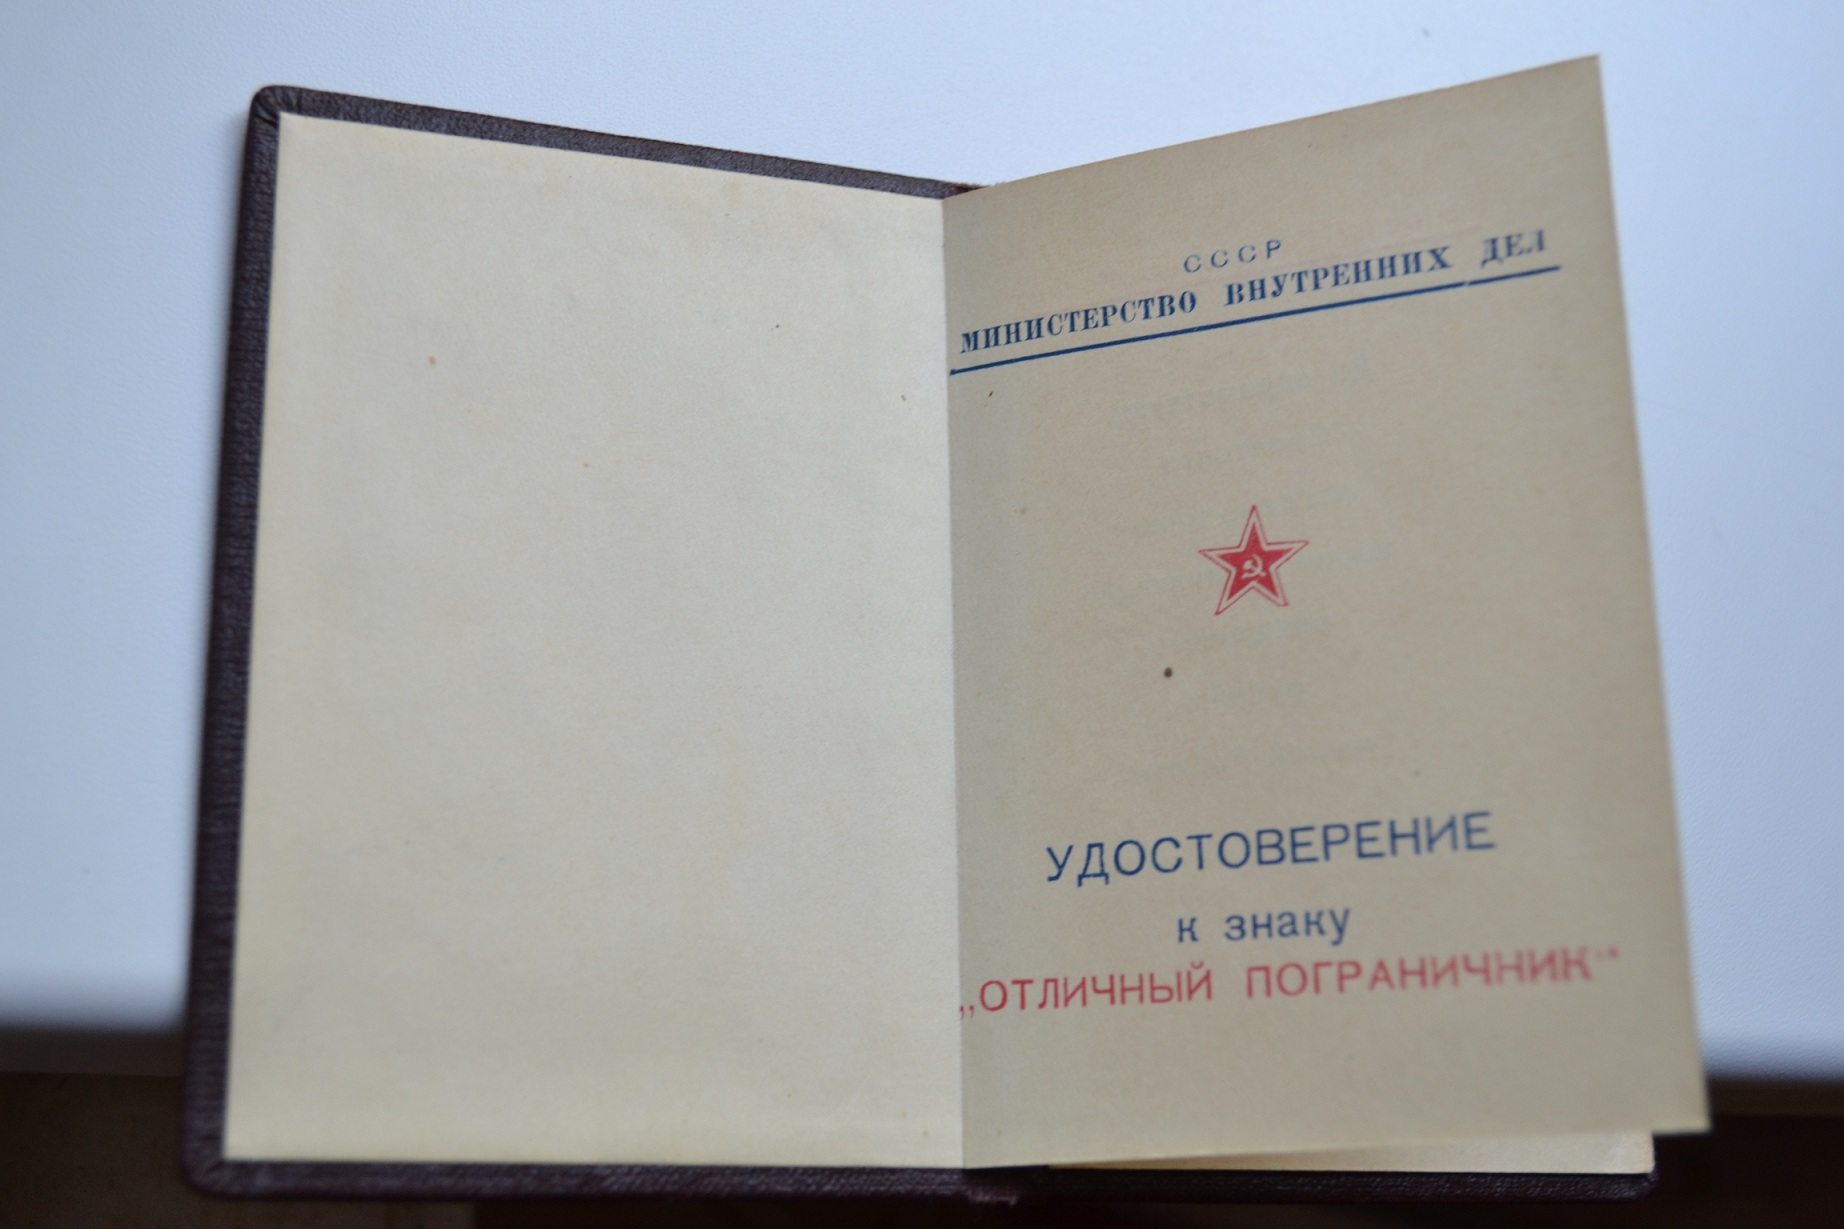 СССР
МИНИСТЕРСТВО ВНУТРЕННИХ ДЕЛ
УДОСТОВЕРЕНИЕ
к знаку
„ОТЛИЧНЫЙ ПОГРАНИЧНИК“